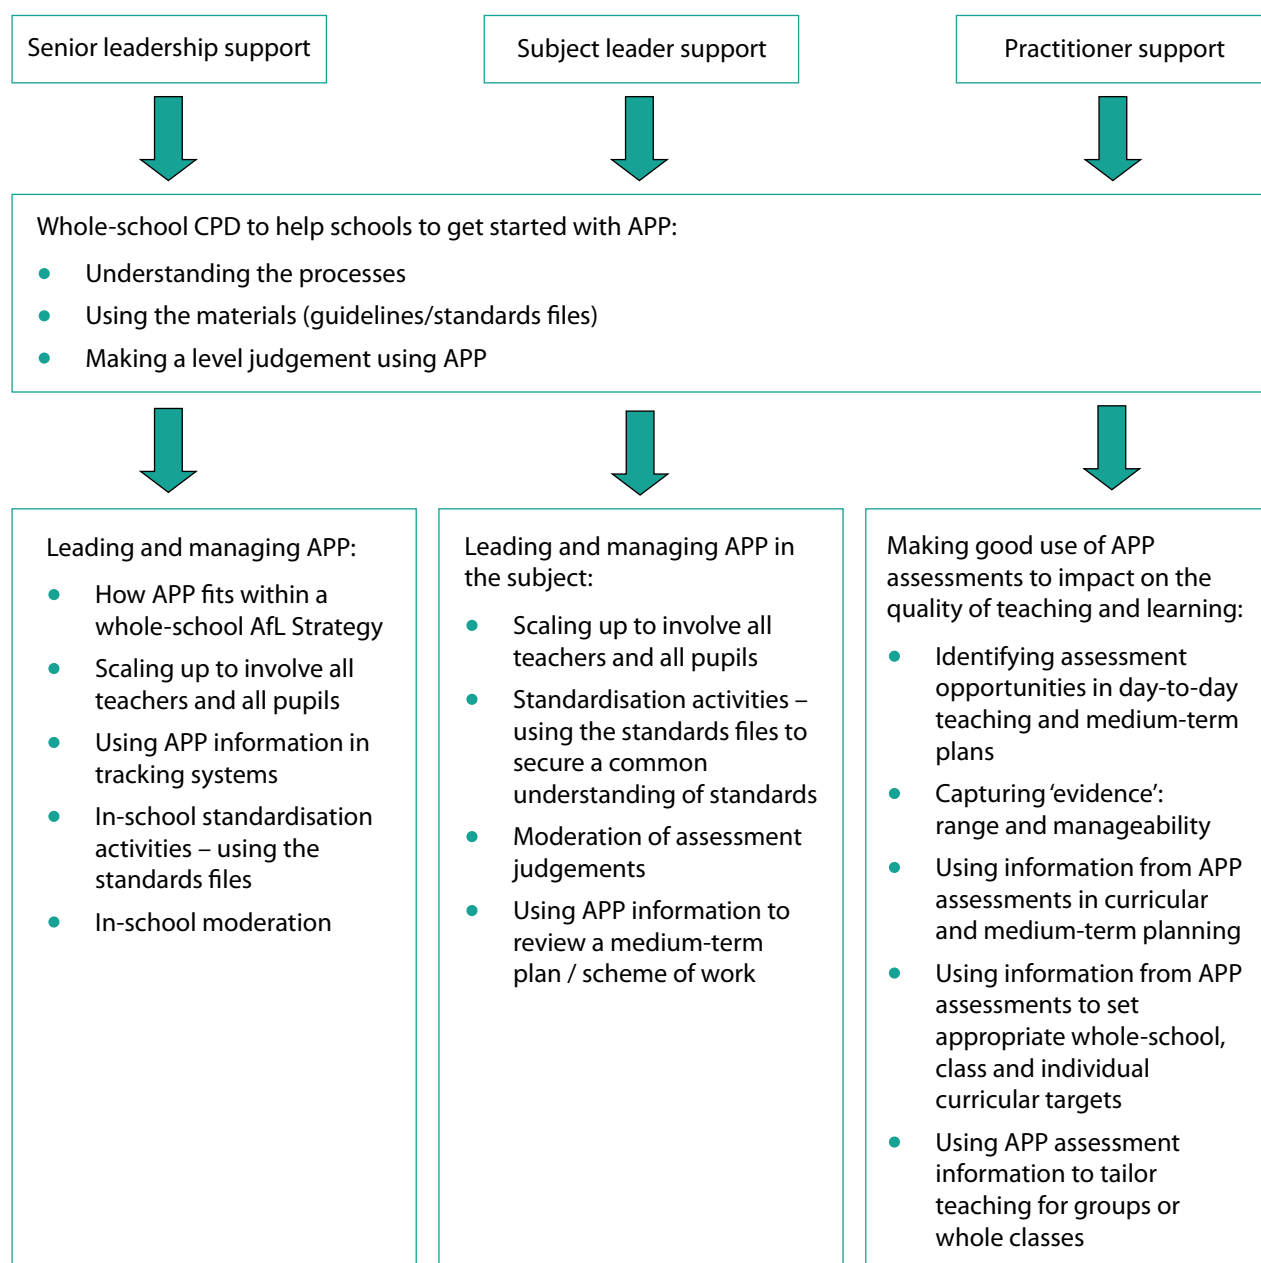 Senior leadership support
Subject leader support
Practitioner support
Whole-school CPD to help schools to get started with APP:
• Understanding the processes
• Using the materials (guidelines/standards files)
• Making a level judgement using APP
Leading and managing APP:
• How APP fits within a
whole-school AfL Strategy
• Scaling up to involve all
teachers and all pupils
• Using APP information in
tracking systems
• In-school standardisation
activities – using the
standards files
• In-school moderation
Leading and managing APP in
the subject:
• Scaling up to involve all
teachers and all pupils
• Standardisation activities –
using the standards files to
secure a common
understanding of standards
• Moderation of assessment
judgements
• Using APP information to
review a medium-term
plan / scheme of work
Making good use of APP
assessments to impact on the
quality of teaching and learning:
• Identifying assessment
opportunities in day-to-day
teaching and medium-term
plans
• Capturing ‘evidence’:
range and manageability
• Using information from APP
assessments in curricular
and medium-term planning
• Using information from APP
assessments to set
appropriate whole-school,
class and individual
curricular targets
• Using APP assessment
information to tailor
teaching for groups or
whole classes